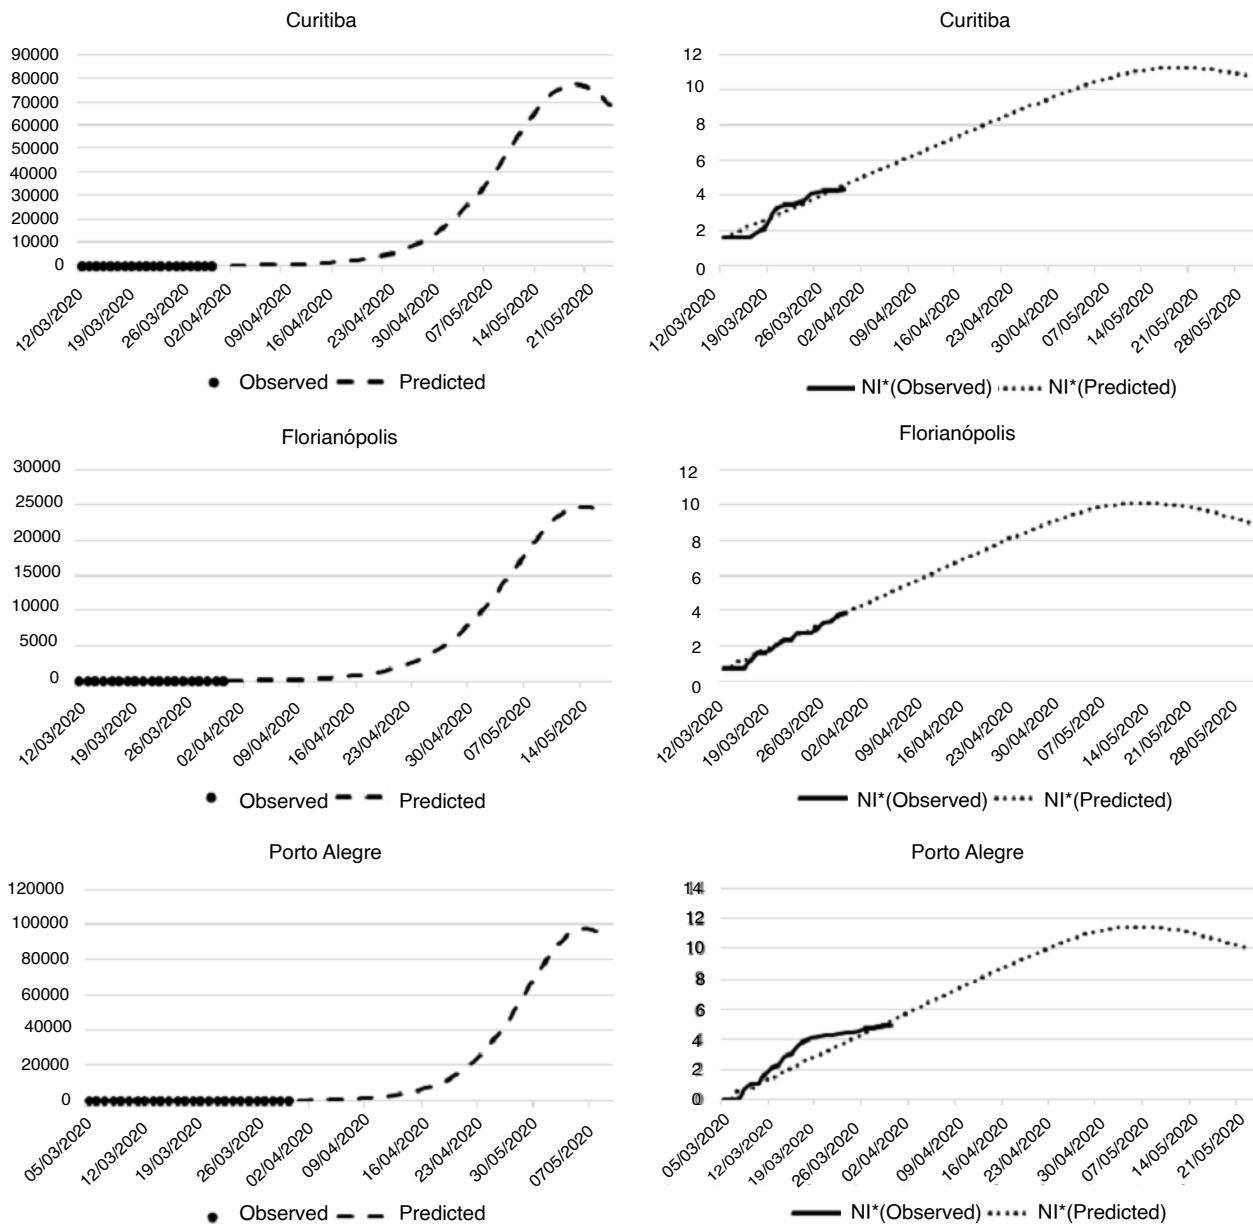 Curitiba
90000
80000
70000
60000
50000
40000
30000
20000
10000
0
12/03/2020 19/03/2020 26/03/2020 02/04/2020 09/04/2020 16/04/2020 23/04/2020 30/04/2020 07/05/2020 14/05/2020 21/05/2020
Observed Predicted
Curitiba
12
10
8
6
4
2
0
12/03/2020 19/03/2020 26/03/2020 02/04/2020 09/04/2020 16/04/2020 23/04/2020 30/04/2020 07/05/2020 14/05/2020 21/05/2020 28/05/2020
NI*(Observed) NI*(Predicted)
Florianópolis
30000
25000
20000
15000
10000
5000
0
12/03/2020 19/03/2020 26/03/2020 02/04/2020 09/04/2020 16/04/2020 23/04/2020 30/04/2020 07/05/2020 14/05/2020
Observed Predicted
Florianópolis
12
10
8
6
4
2
0
12/03/2020 19/03/2020 26/03/2020 02/04/2020 09/04/2020 16/04/2020 23/04/2020 30/04/2020 07/05/2020 14/05/2020 21/05/2020 28/05/2020
NI*(Observed) NI*(Predicted)
Porto Alegre
120000
100000
80000
60000
40000
20000
0
05/03/2020 12/03/2020 19/03/2020 26/03/2020 02/04/2020 09/04/2020 16/04/2020 23/04/2020 30/05/2020 07/05/2020
Observed Predicted
Porto Alegre
14
12
10
8
6
4
2
0
05/03/2020 12/03/2020 19/03/2020 26/03/2020 02/04/2020 09/04/2020 16/04/2020 23/04/2020 30/04/2020 07/05/2020 14/05/2020 21/05/2020
NI*(Observed) NI*(Predicted)